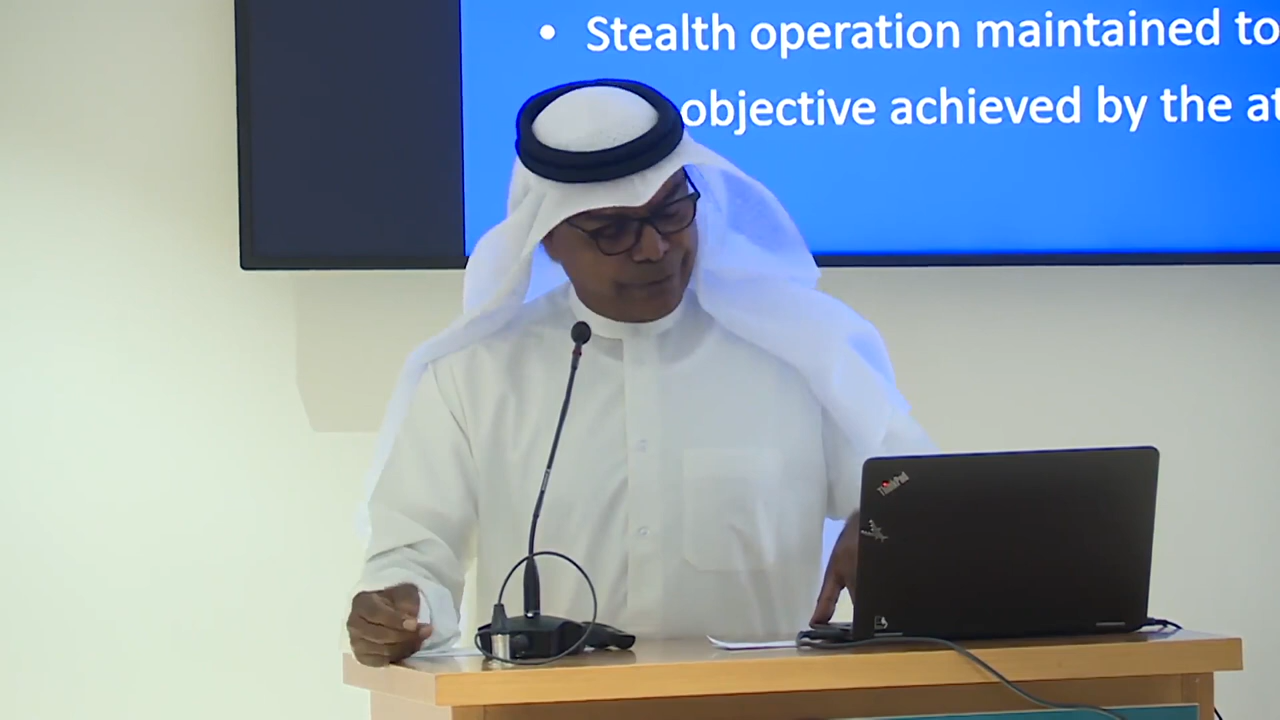 • Stealth operation maintained to
objective achieved by the at
ThinkPad